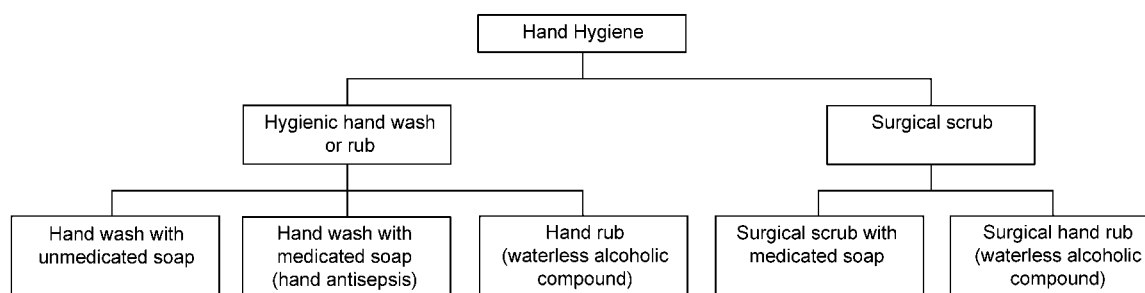 Hand Hygiene
Hygienic hand wash
or rub
Surgical scrub
Hand wash with
unmedicated soap
Hand wash with
medicated soap
(hand antisepsis)
Hand rub
(waterless alcoholic
compound)
Surgical scrub with
medicated soap
Surgical hand rub
(waterless alcoholic
compound)